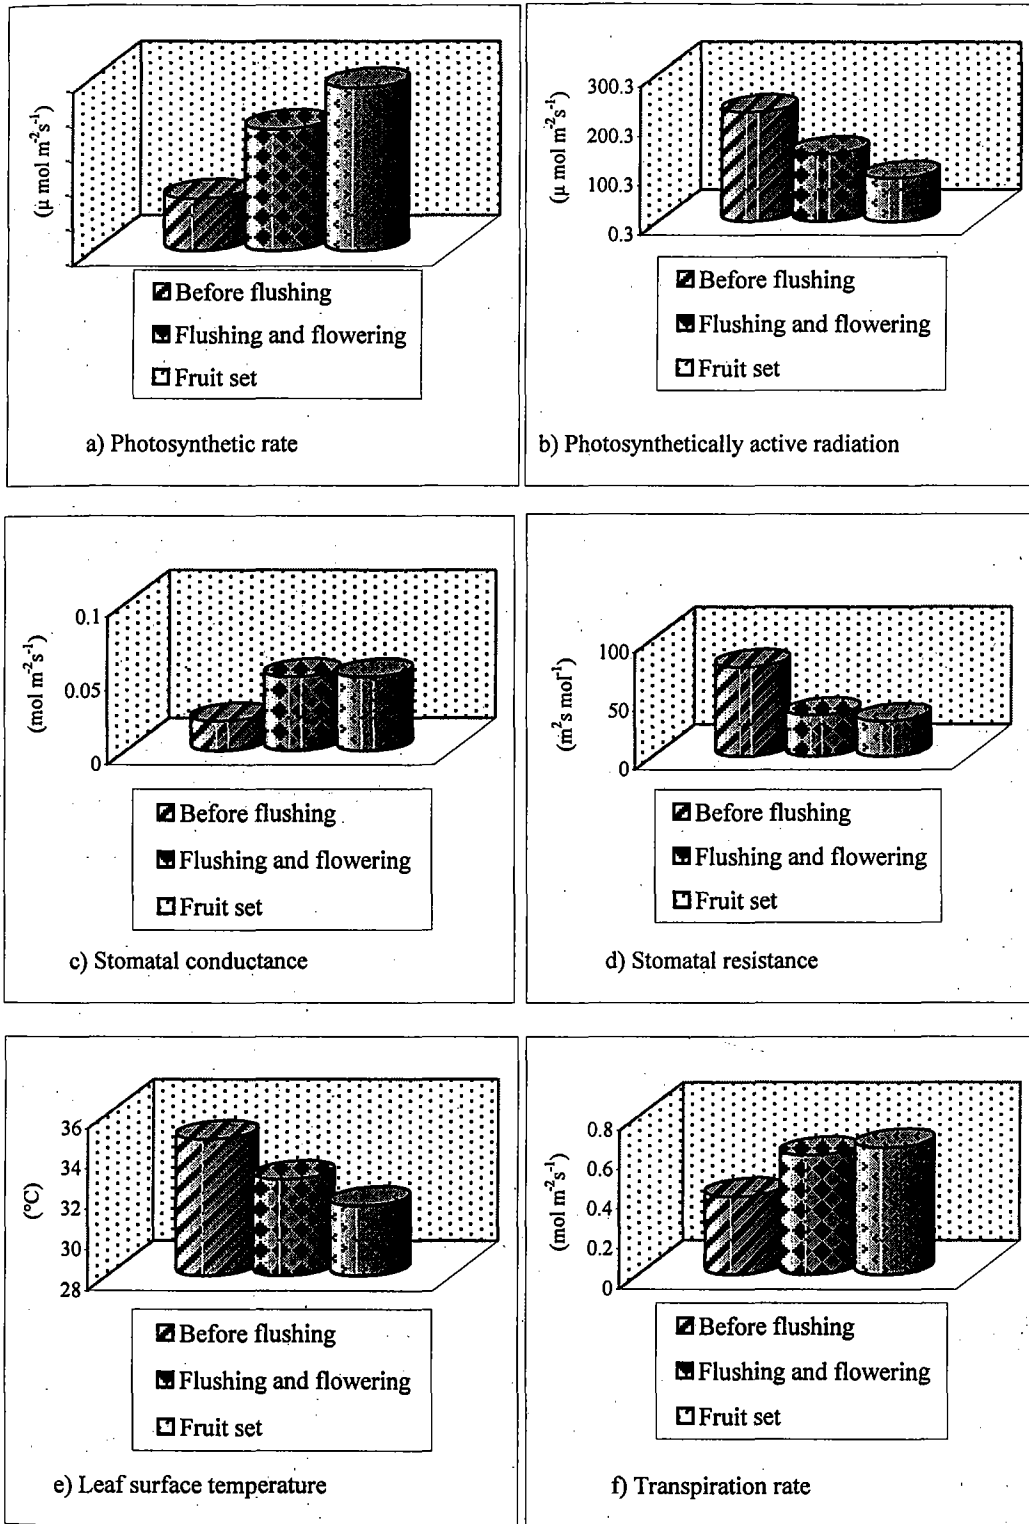 (μ mol m⁻²s⁻¹)
Before flushing
Flushing and flowering
Fruit set
a) Photosynthetic rate
(μ mol m⁻²s⁻¹)
300.3
200.3
100.3
0.3
Before flushing
Flushing and flowering
Fruit set
b) Photosynthetically active radiation
(mol m⁻²s⁻¹)
0.1
0.05
0
Before flushing
Flushing and flowering
Fruit set
c) Stomatal conductance
(m²s mol⁻¹)
100
50
0
Before flushing
Flushing and flowering
Fruit set
d) Stomatal resistance
(°C)
36
34
32
30
28
Before flushing
Flushing and flowering
Fruit set
e) Leaf surface temperature
(mol m⁻²s⁻¹)
0.8
0.6
0.4
0.2
0
Before flushing
Flushing and flowering
Fruit set
f) Transpiration rate